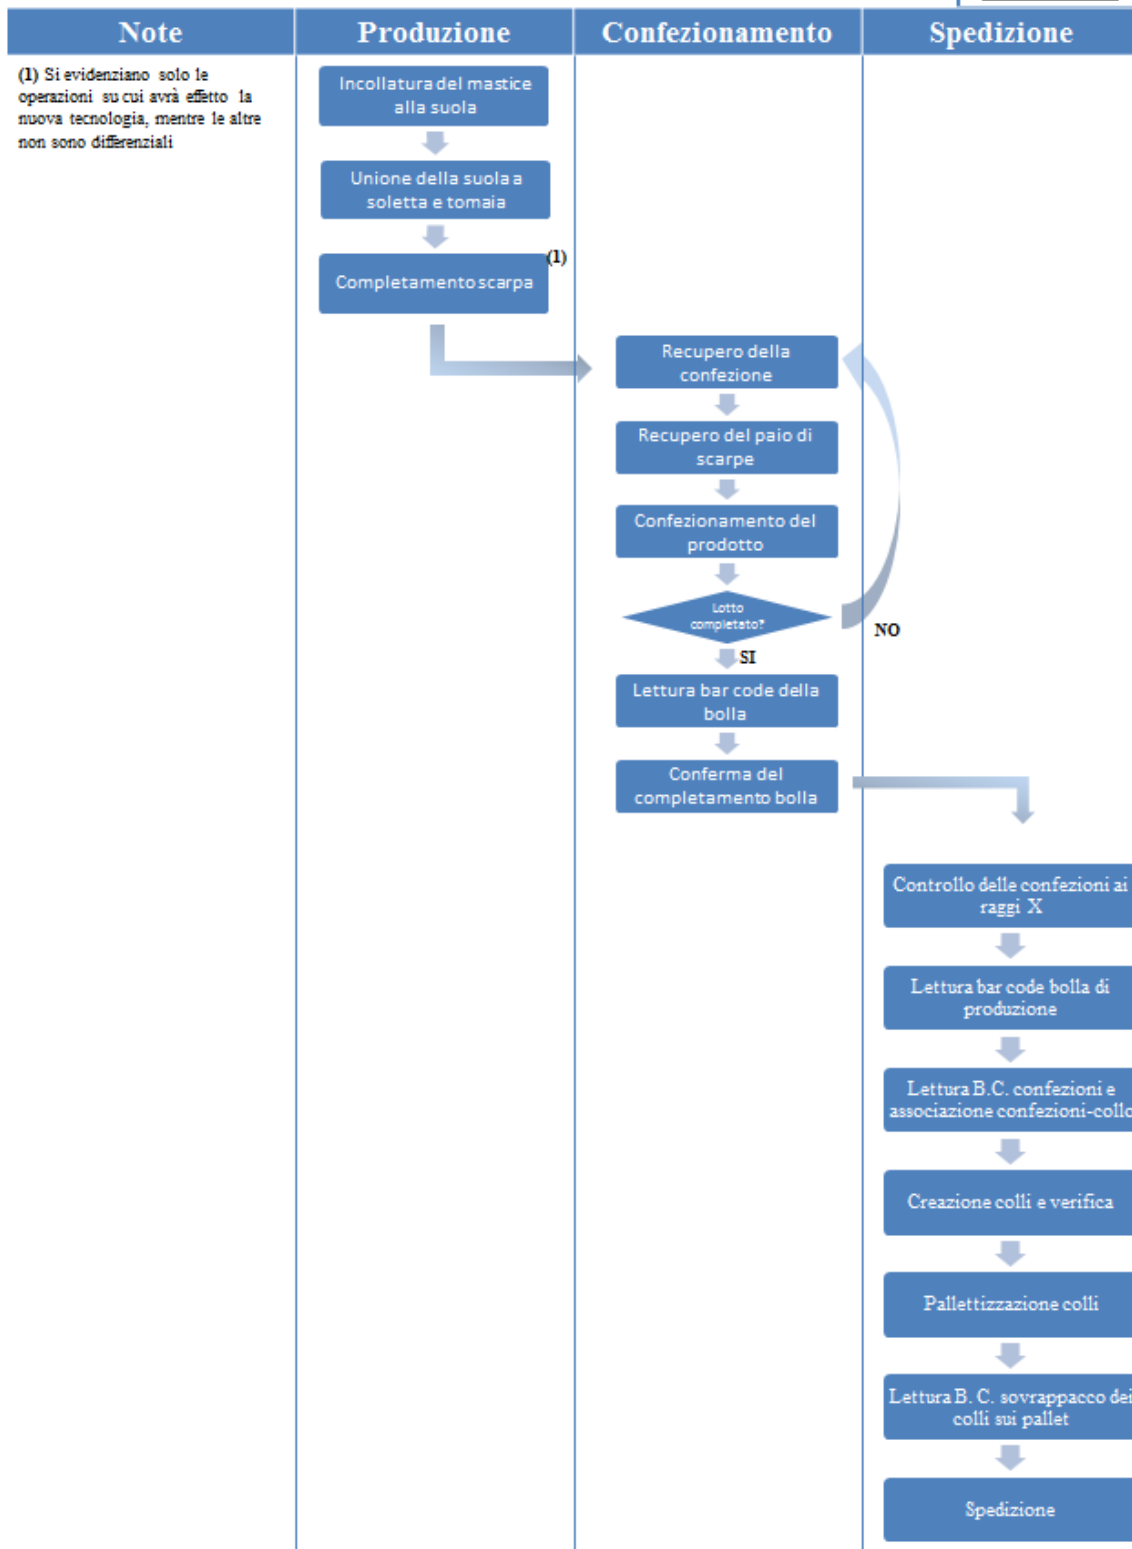 Note
Produzione
Confezionamento
Spedizione
(1) Si evidenziano solo le
operazioni su cui avrà effetto la
nuova tecnologia, mentre le altre
non sono differenziali
Incollatura del mastice
alla suola
Unione della suola a
soletta e tomaia
(1)
Completamento scarpa
Recupero della
confezione
Recupero del paio di
scarpe
Confezionamento del
prodotto
Lotto
completato?
NO
SI
Lettura bar code della
bolla
Conferma del
completamento bolla
Controllo delle confezioni ai
raggi X
Lettura bar code bolla di
produzione
Lettura B.C. confezioni e
associazione confezioni-collo
Creazione colli e verifica
Pallettizzazione colli
Lettura B. C. sovrappacco dei
colli sui pallet
Spedizione